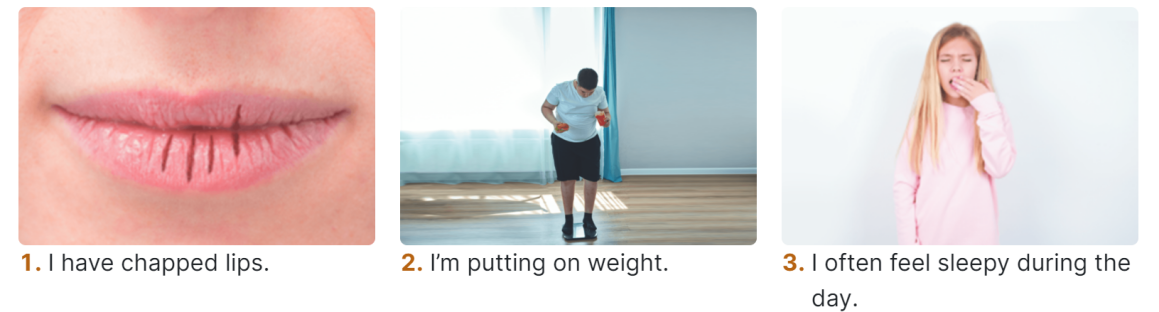 1. I have chapped lips.
2. I’m putting on weight.
3. I often feel sleepy during the
day.